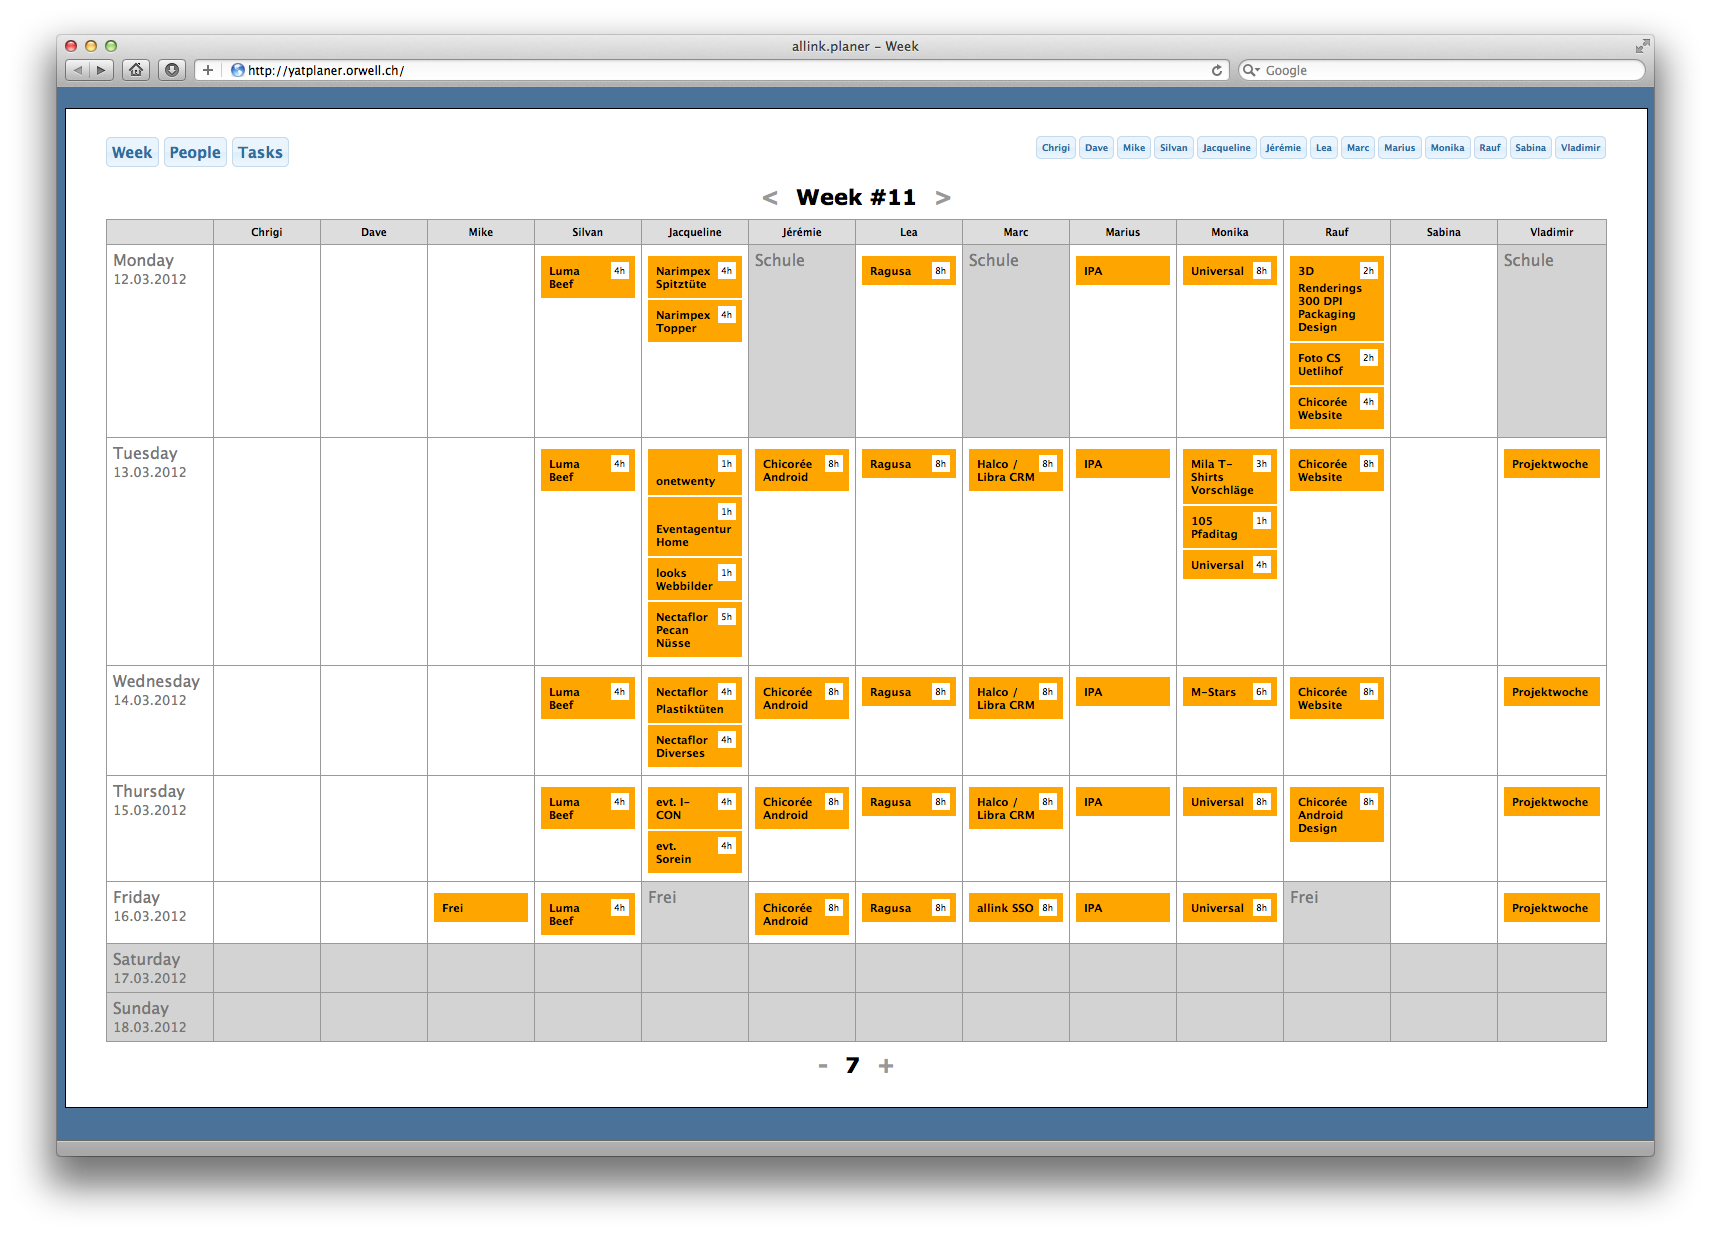 allink.planer – Week
http://yatplaner.orwell.ch/
Google
Week People Tasks
Chrigi Dave Mike Silvan Jacqueline Jérémie Lea Marc Marius Monika Rauf Sabina Vladimir
< Week #11 >
Chrigi Dave Mike Silvan Jacqueline Jérémie Lea Marc Marius Monika Rauf Sabina Vladimir
Monday
12.03.2012
Luma 4h
Beef
Narimpex 4h
Spitztüte
Narimpex 4h
Topper
Schule
Ragusa 8h
Schule
IPA
Universal 8h
3D 2h
Renderings
300 DPI
Packaging
Design
Foto CS 2h
Uetlihof
Chicorée 4h
Website
Schule
Tuesday
13.03.2012
Luma 4h
Beef
1h
onetwenty
1h
Eventagentur
Home
looks 1h
Webbilder
Nectaflor 5h
Pecan
Nüsse
Chicorée 8h
Android
Ragusa 8h
Halco / 8h
Libra CRM
IPA
Mila T- 3h
Shirts
Vorschläge
105 1h
Pfaditag
Universal 4h
Chicorée 8h
Website
Projektwoche
Wednesday
14.03.2012
Luma 4h
Beef
Nectaflor 4h
Plastiktüten
Nectaflor 4h
Diverses
Chicorée 8h
Android
Ragusa 8h
Halco / 8h
Libra CRM
IPA
M-Stars 6h
Chicorée 8h
Website
Projektwoche
Thursday
15.03.2012
Luma 4h
Beef
evt. I- 4h
CON
evt. 4h
Sorein
Chicorée 8h
Android
Ragusa 8h
Halco / 8h
Libra CRM
IPA
Universal 8h
Chicorée 8h
Android
Design
Projektwoche
Friday
16.03.2012
Frei
Luma 4h
Beef
Frei
Chicorée 8h
Android
Ragusa 8h
allink SSO 8h
IPA
Universal 8h
Frei
Projektwoche
Saturday
17.03.2012
Sunday
18.03.2012
- 7 +